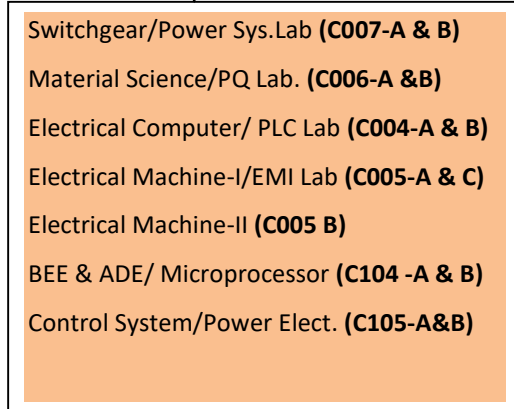 Switchgear/Power Sys.Lab (C007-A & B)
Material Science/PQ Lab. (C006-A &B)
Electrical Computer/ PLC Lab (C004-A & B)
Electrical Machine-I/EMI Lab (C005-A & C)
Electrical Machine-II (C005 B)
BEE & ADE/ Microprocessor (C104 -A & B)
Control System/Power Elect. (C105-A&B)